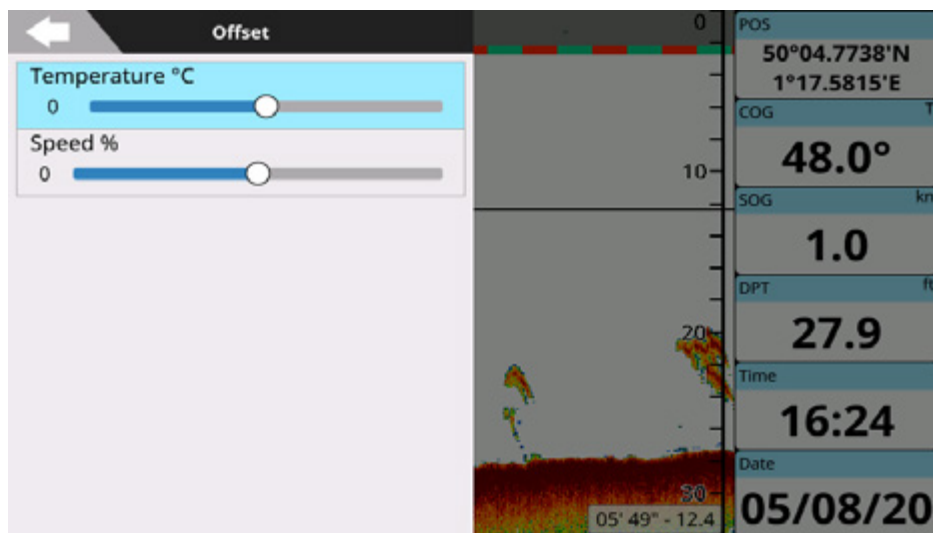 Offset
Temperature °C
0
Speed %
0
0
10
20
30
05' 49" - 12.4
POS
50°04.7738'N
1°17.5815'E
COG T
48.0°
SOG kn
1.0
DPT ft
27.9
Time
16:24
Date
05/08/20